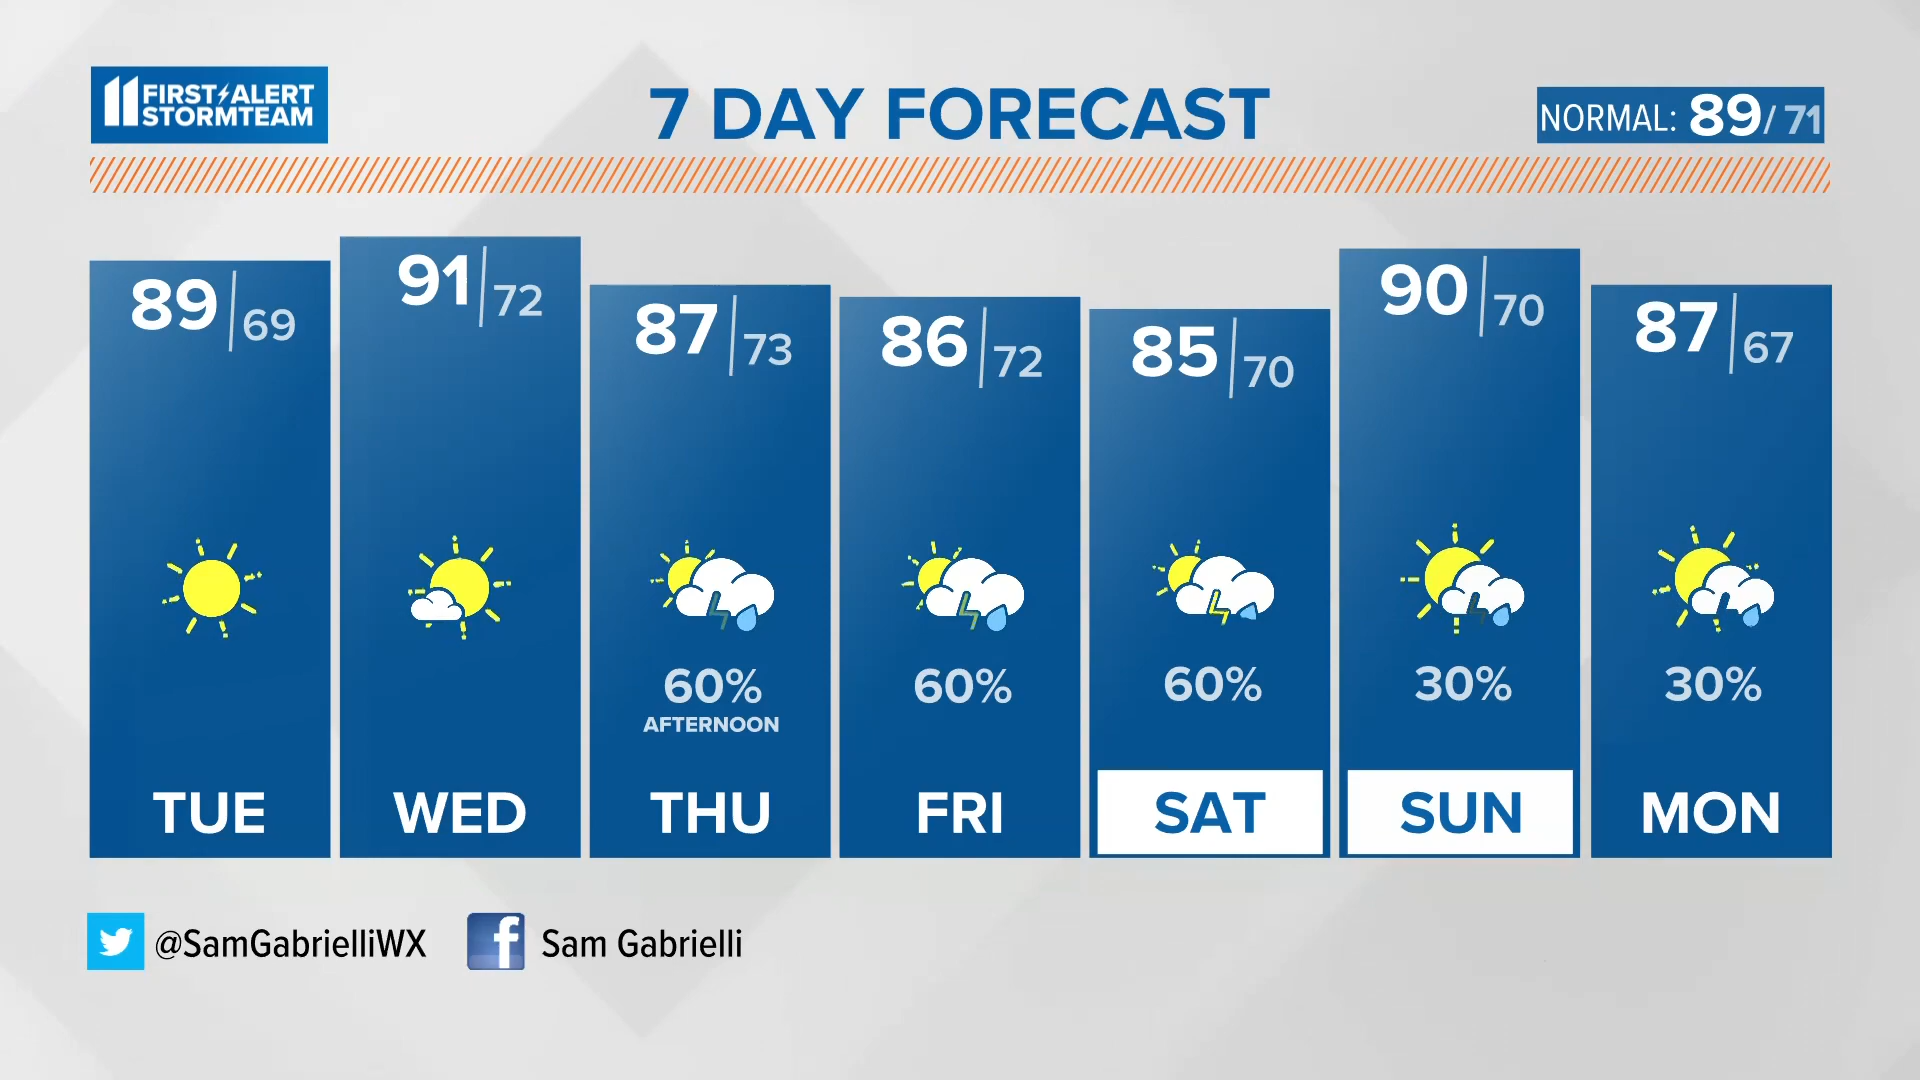 FIRST ALERT
STORMTEAM
7 DAY FORECAST
NORMAL: 89/ 71
89/69
91/72
87/73
86/72
85/70
90/70
87/67
60%
AFTERNOON
60%
60%
30%
30%
TUE
WED
THU
FRI
SAT
SUN
MON
@SamGabrielliWX
f Sam Gabrielli